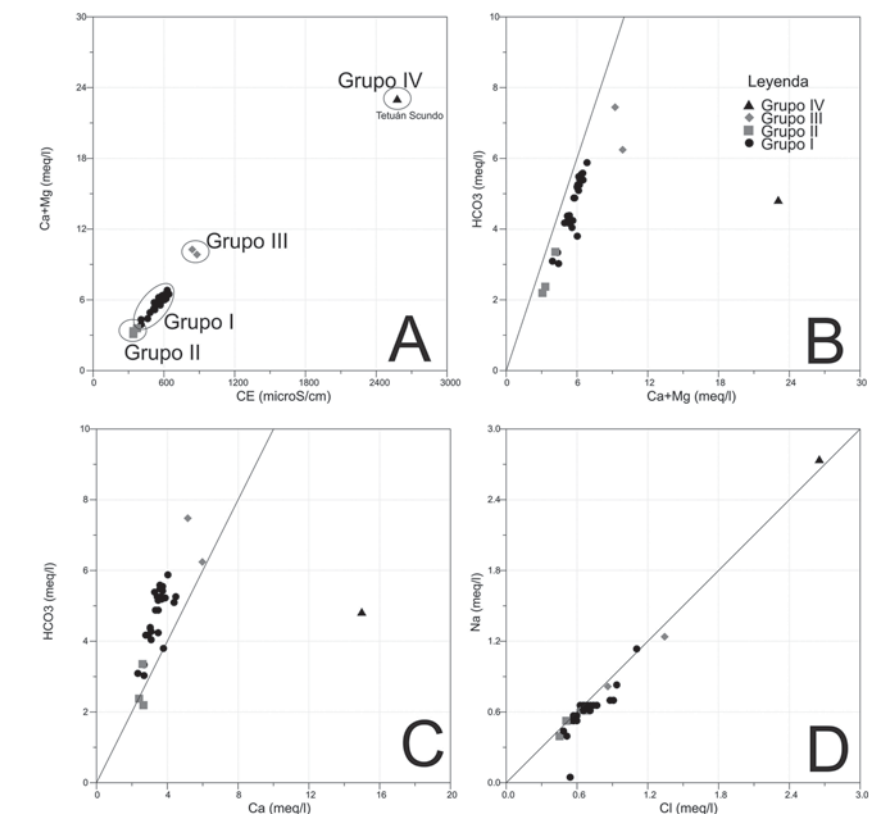 30
24
18
12
6
0
Ca+Mg (meq/l)
Grupo IV
Tetuán Scundo
Grupo III
Grupo I
Grupo II
A
0 600 1200 1800 2400 3000
CE (microS/cm)
10
8
6
4
2
0
HCO3 (meq/l)
Leyenda
Grupo IV
Grupo III
Grupo II
Grupo I
B
0 6 12 18 24 30
Ca+Mg (meq/l)
10
8
6
4
2
0
HCO3 (meq/l)
C
0 4 8 12 16 20
Ca (meq/l)
3.0
2.4
1.8
1.2
0.6
0.0
Na (meq/l)
D
0.0 0.6 1.2 1.8 2.4 3.0
Cl (meq/l)